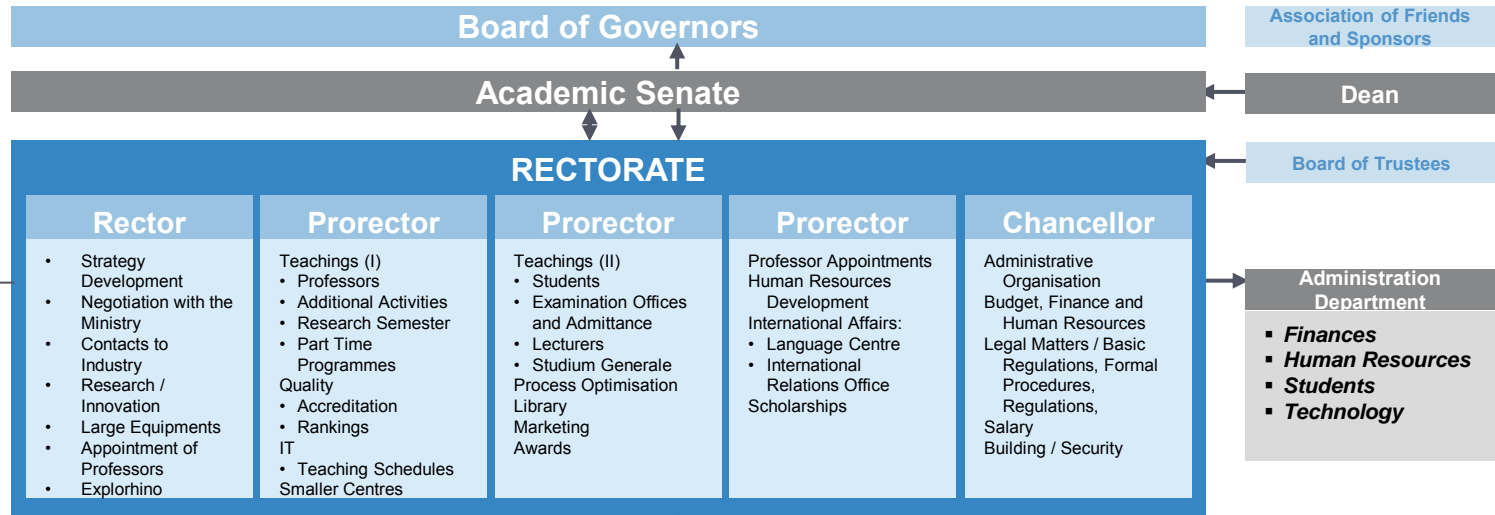 Board of Governors
Association of Friends
and Sponsors
Academic Senate
Dean
RECTORATE
Board of Trustees
Rector
• Strategy
Development
• Negotiation with the
Ministry
• Contacts to
Industry
• Research /
Innovation
• Large Equipments
• Appointment of
Professors
• Explorhino
Prorector
Teachings (I)
• Professors
• Additional Activities
• Research Semester
• Part Time
Programmes
Quality
• Accreditation
• Rankings
IT
• Teaching Schedules
Smaller Centres
Prorector
Teachings (II)
• Students
• Examination Offices
and Admittance
• Lecturers
• Studium Generale
Process Optimisation
Library
Marketing
Awards
Prorector
Professor Appointments
Human Resources
Development
International Affairs:
• Language Centre
• International
Relations Office
Scholarships
Chancellor
Administrative
Organisation
Budget, Finance and
Human Resources
Legal Matters / Basic
Regulations, Formal
Procedures,
Regulations,
Salary
Building / Security
Administration
Department
▪ Finances
▪ Human Resources
▪ Students
▪ Technology